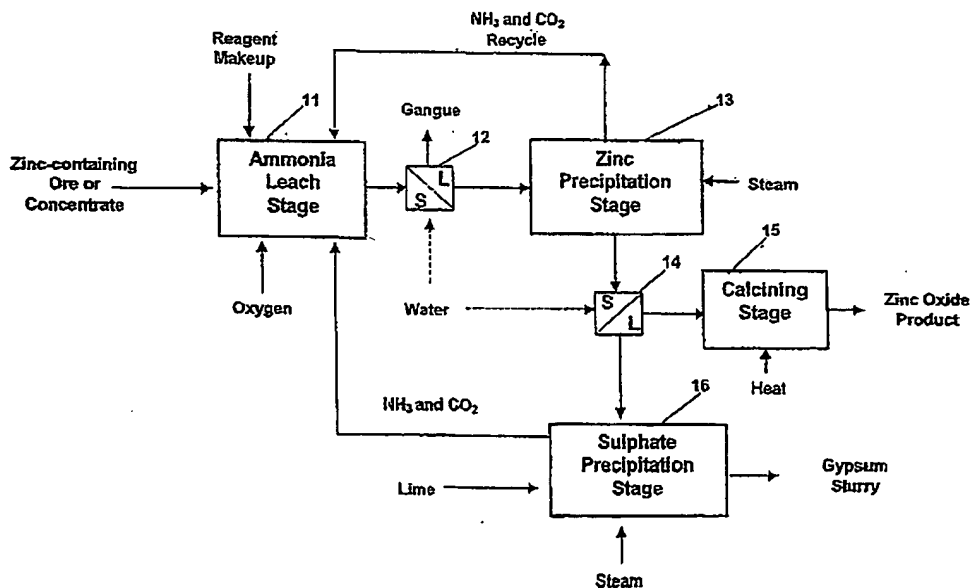 NH₃ and CO₂
Recycle
Reagent
Makeup
11
Gangue
12
13
Zinc-containing
Ore or
Concentrate
Ammonia
Leach
Stage
L
S
Zinc
Precipitation
Stage
Steam
Oxygen
Water
14
S
L
15
Calcining
Stage
Zinc Oxide
Product
Heat
NH₃ and CO₂
16
Lime
Sulphate
Precipitation
Stage
Gypsum
Slurry
Steam